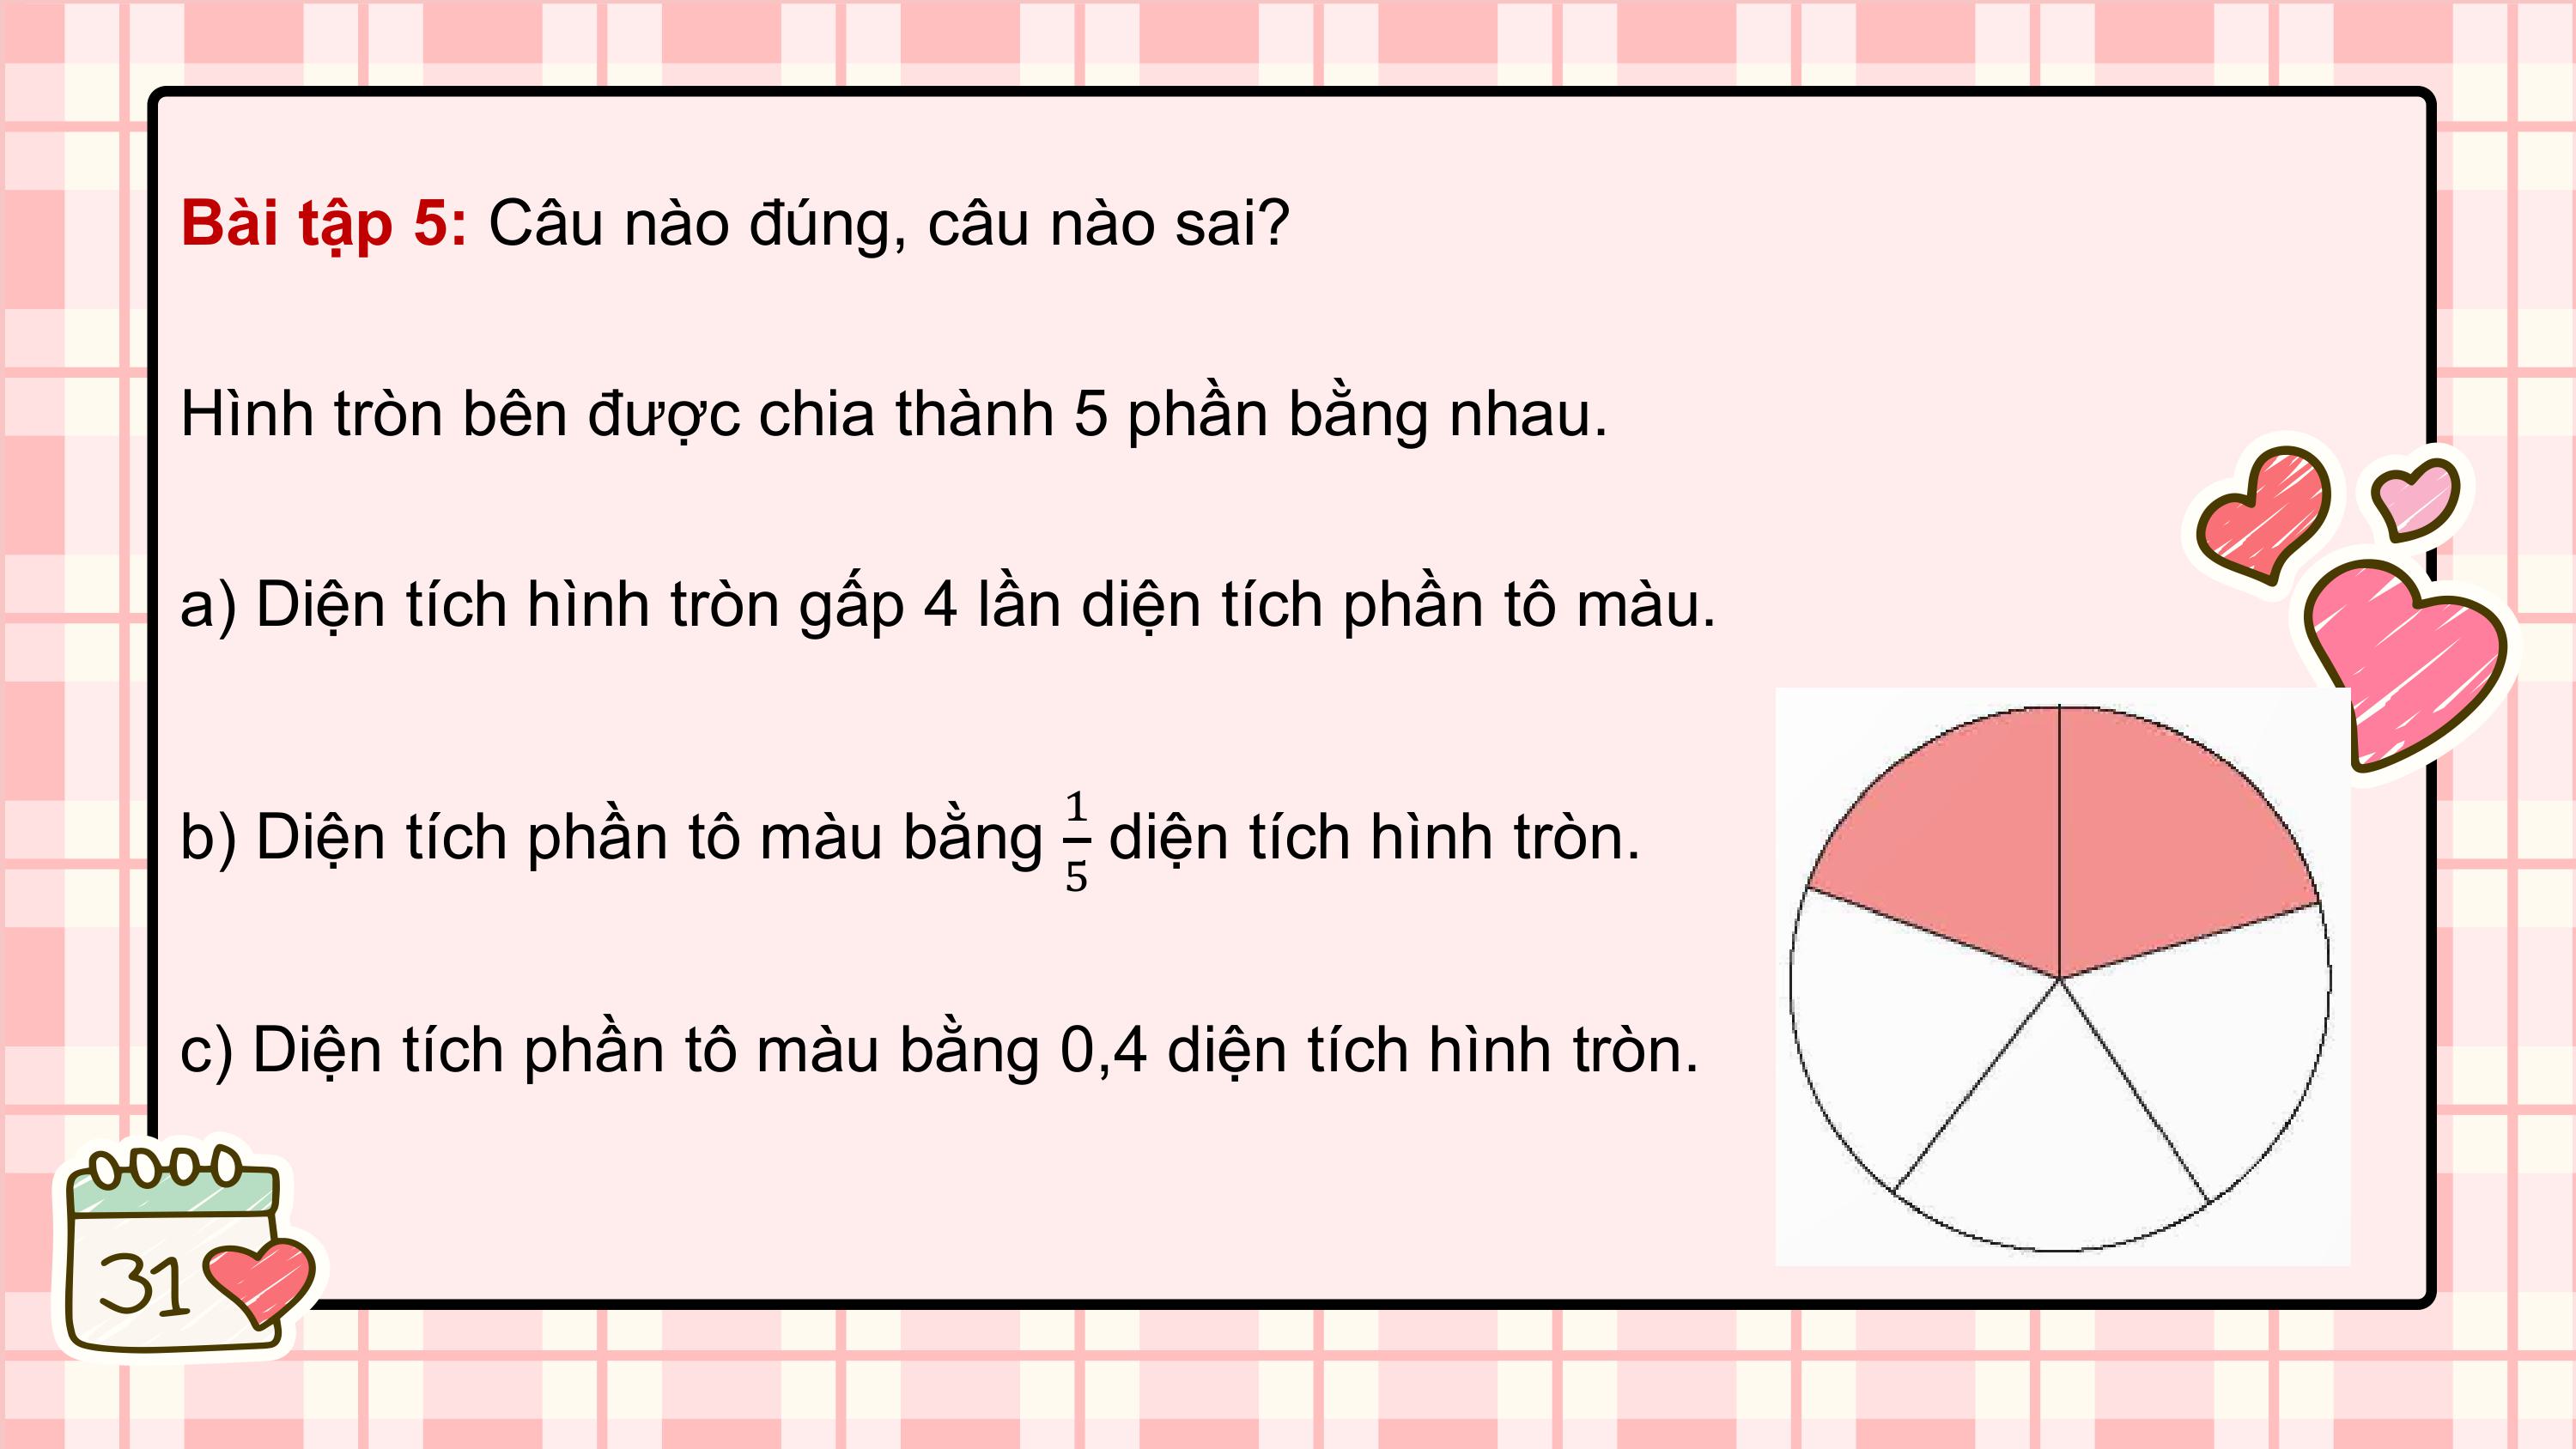 Bài tập 5: Câu nào đúng, câu nào sai?
Hình tròn bên được chia thành 5 phần bằng nhau.
a) Diện tích hình tròn gấp 4 lần diện tích phần tô màu.
b) Diện tích phần tô màu bằng 1/5 diện tích hình tròn.
c) Diện tích phần tô màu bằng 0,4 diện tích hình tròn.
31